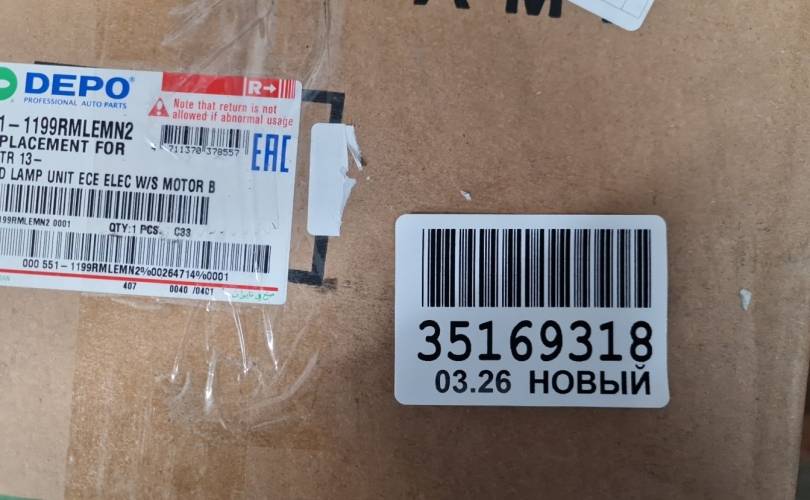 DEPO®
PROFESSIONAL AUTO PARTS
R
Note that return is not
allowed if abnormal usage
1-1199RMLEMN2
PLACEMENT FOR
TR 13-
711370 378557
EAC
D LAMP UNIT ECE ELEC W/S MOTOR B
199RMLEMN2 0001
QTY:1 PCS. C33
000 551-1199RMLEMN2%00264714%0001
407 0040 /0401
35169318
03.26 НОВЫЙ